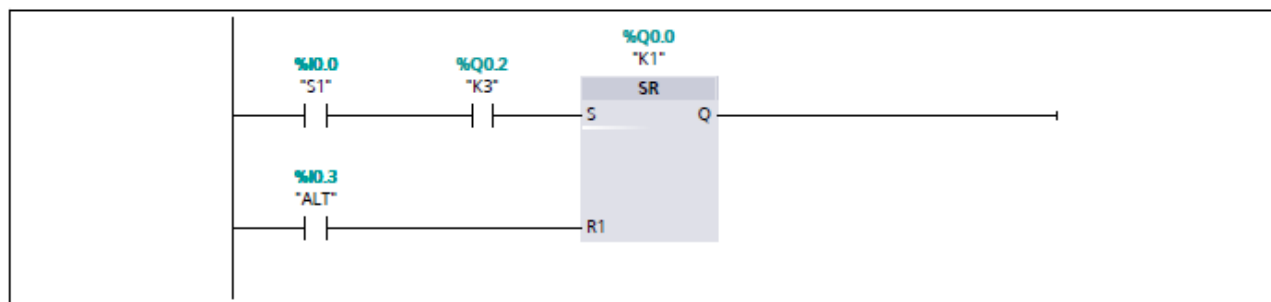 %Q0.0
"K1"
%I0.0
%Q0.2
"S1"
"K3"
SR
S
Q
%I0.3
"ALT"
R1